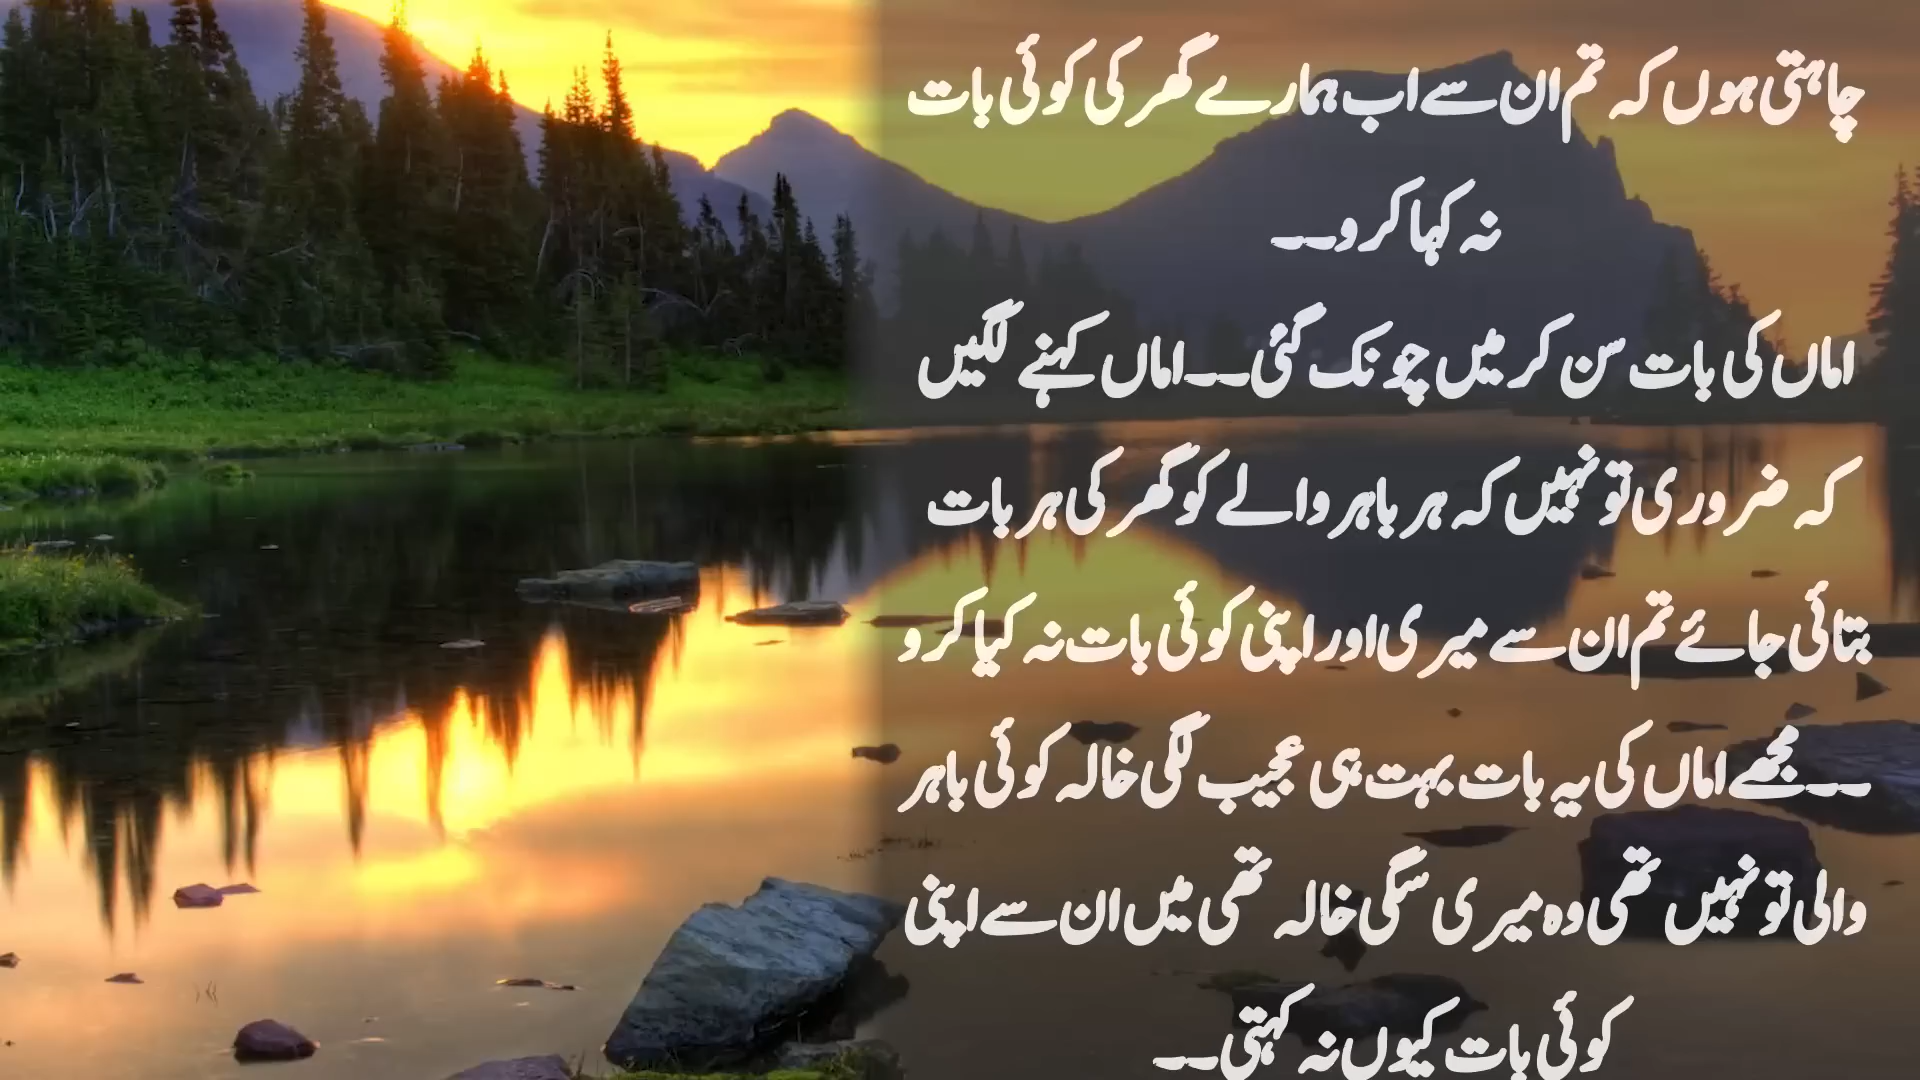 چاہتی ہوں کہ تم ان سے اب ہمارے گھر کی کوئی بات
نہ کہا کرو۔۔
اماں کی بات سن کر میں چونک گئی۔۔اماں کہنے لگیں
کہ ضروری تو نہیں کہ ہر باہر والے کو گھر کی ہر بات
بتائی جائے تم ان سے میری اور اپنی کوئی بات نہ کیا کرو
۔۔مجھے اماں کی یہ بات بہت ہی عجیب لگی خالہ کوئی باہر
والی تو نہیں تھی وہ میری سگی خالہ تھی میں ان سے اپنی
کوئی بات کیوں نہ کہتی۔۔